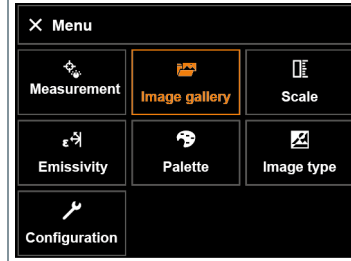 Menu
Measurement
Image gallery
Scale
Emissivity
Palette
Image type
Configuration